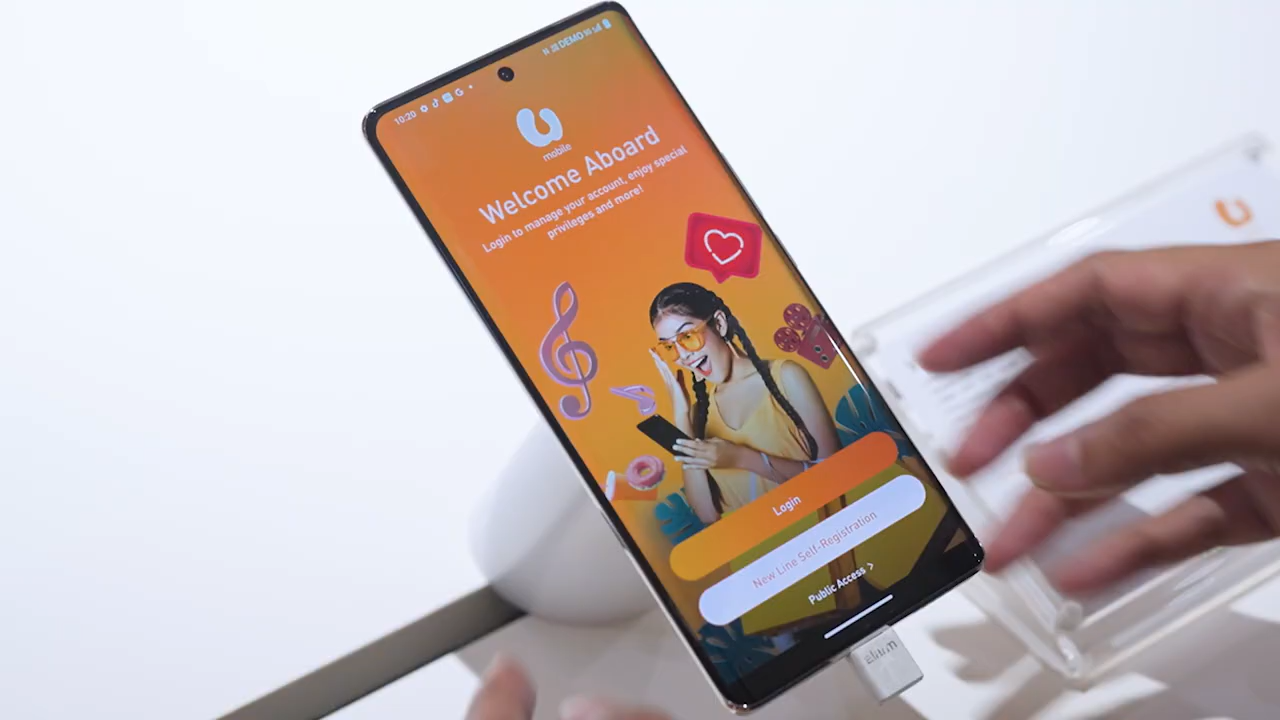 10:20
DEMO
mobile
Welcome Aboard
Login to manage your account, enjoy special
privileges and more!
Login
New Line Self-Registration
Public Access >